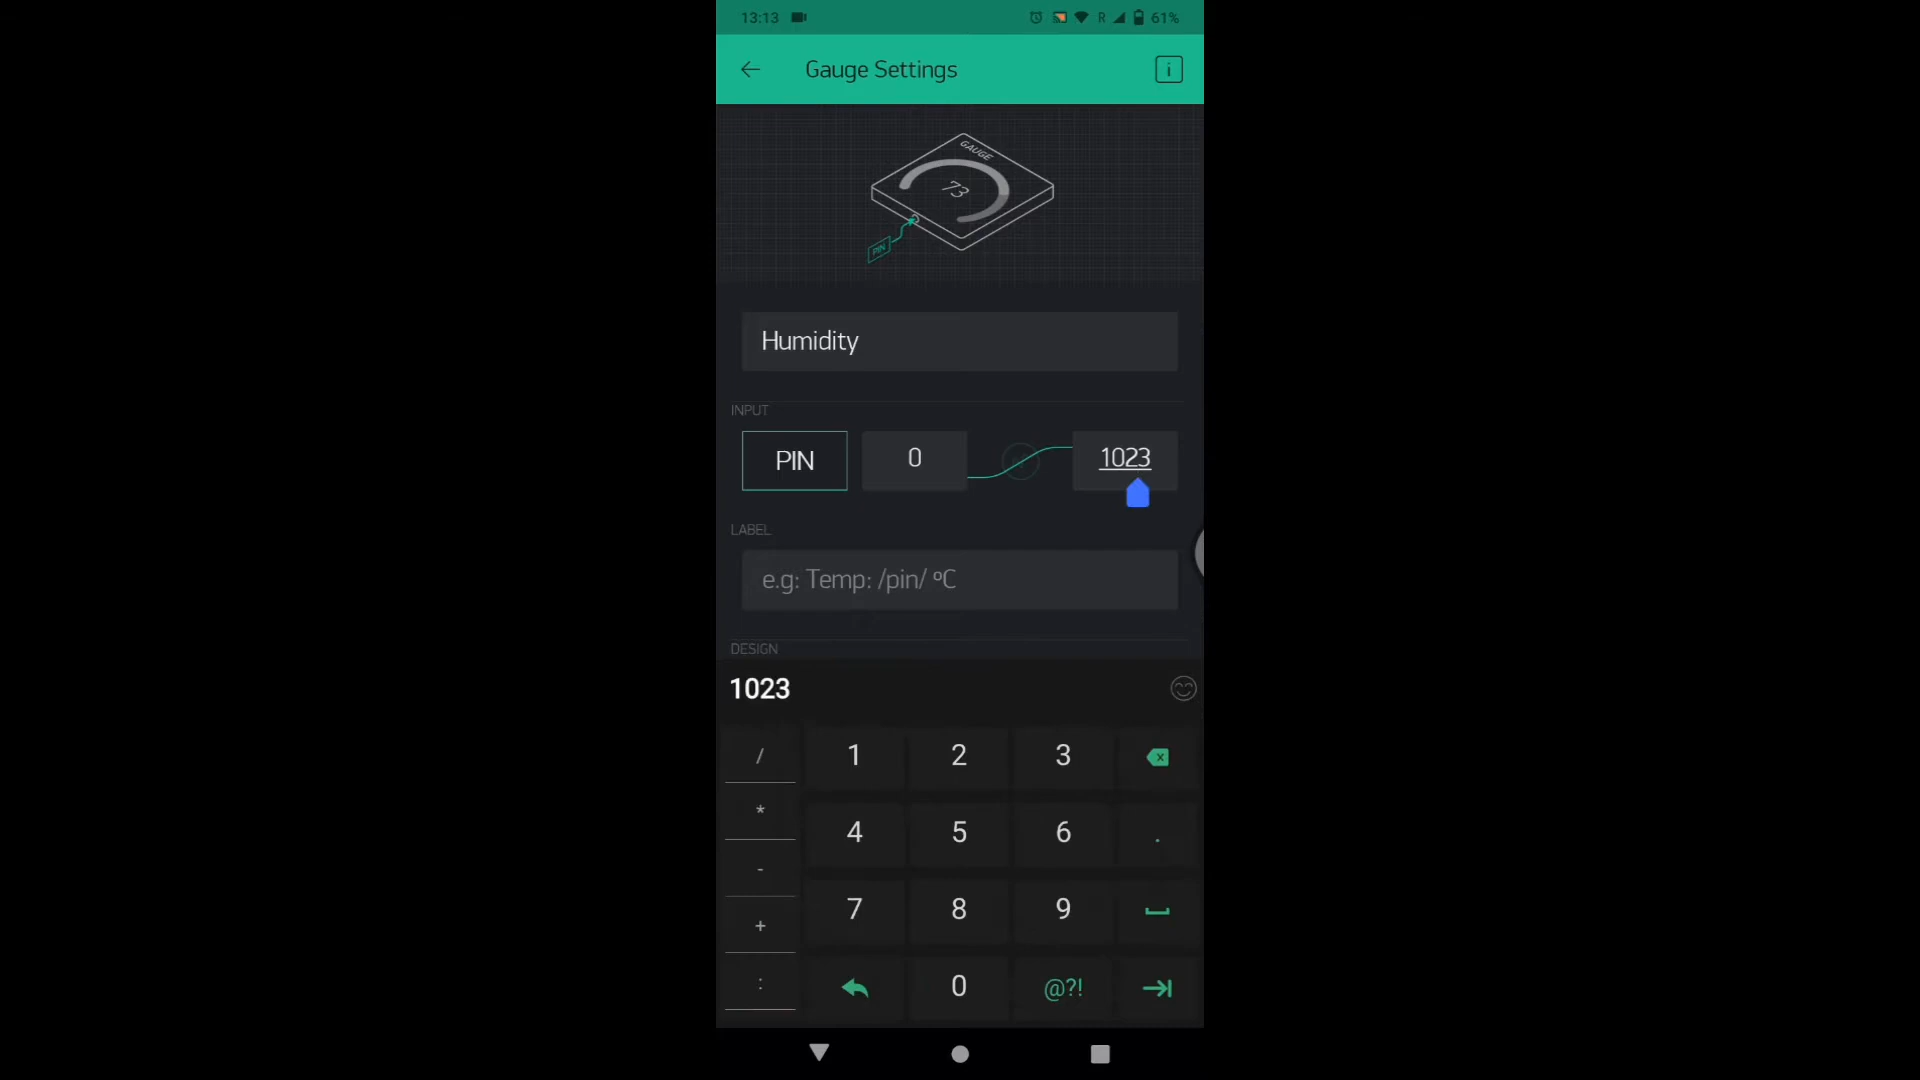 13:13
R 61%
Gauge Settings
i
GAUGE
73
PIN
Humidity
INPUT
PIN 0 1023
LABEL
e.g: Temp: /pin/ ºC
DESIGN
1023
/ 1 2 3
* 4 5 6 .
- 7 8 9
+
: 0 @?!